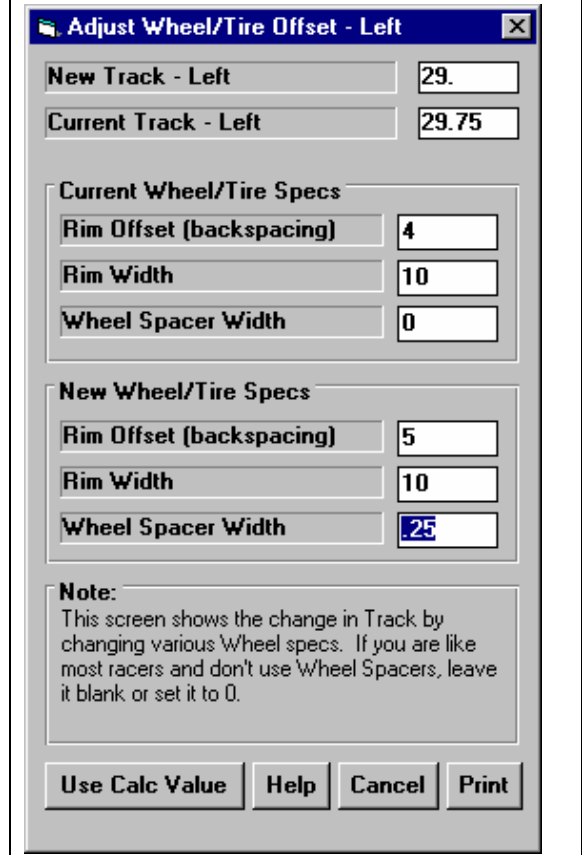 Adjust Wheel/Tire Offset - Left
New Track - Left 29.
Current Track - Left 29.75
Current Wheel/Tire Specs
Rim Offset (backspacing) 4
Rim Width 10
Wheel Spacer Width 0
New Wheel/Tire Specs
Rim Offset (backspacing) 5
Rim Width 10
Wheel Spacer Width .25
Note:
This screen shows the change in Track by
changing various Wheel specs. If you are like
most racers and don't use Wheel Spacers, leave
it blank or set it to 0.
Use Calc Value Help Cancel Print